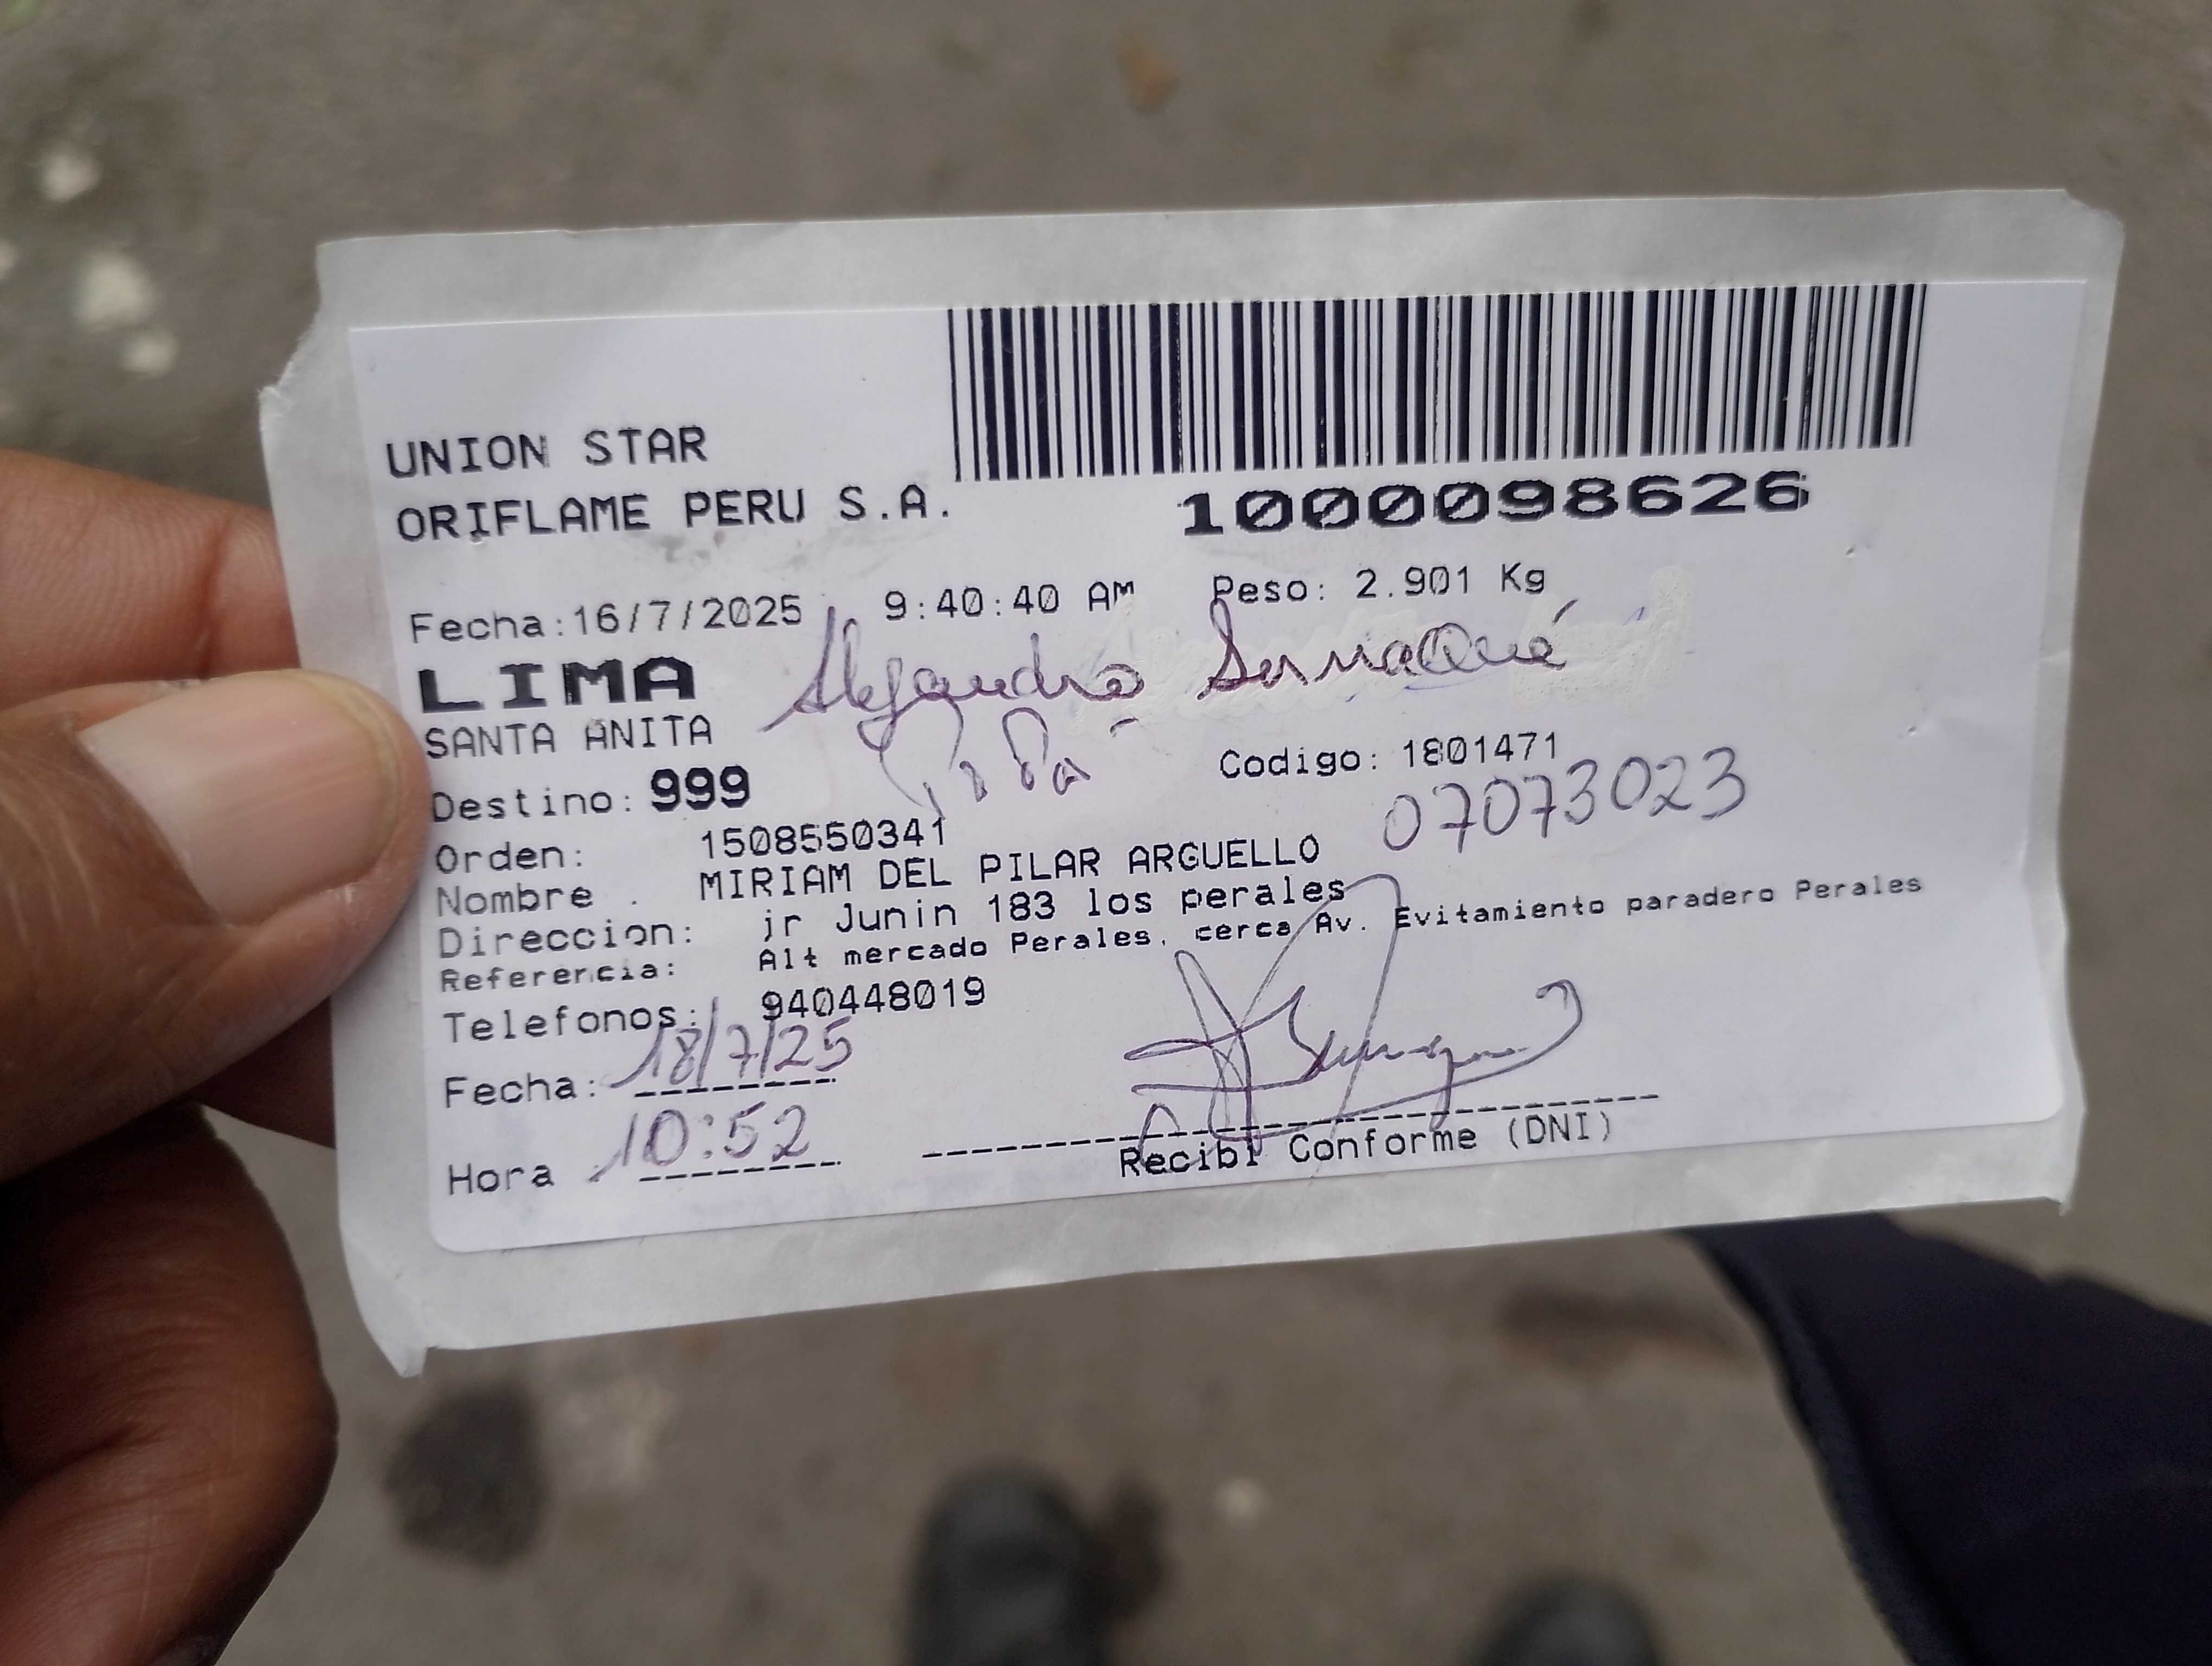 UNION STAR
ORIFLAME PERU S.A.
1000098626
Fecha:16/7/2025 9:40:40 AM Peso: 2.901 Kg
LIMA
Alejandro
SANTA ANITA
Codigo: 1801471
Destino: 999
07073023
Orden: 1508550341
Nombre . MIRIAM DEL PILAR ARGUELLO
Direccion: jr Junin 183 los perales
Referencia: Alt mercado Perales, cerca Av. Evitamiento paradero Perales
Telefonos: 940448019
Fecha: 18/7/25
Hora : 10:52
Recibi Conforme (DNI)